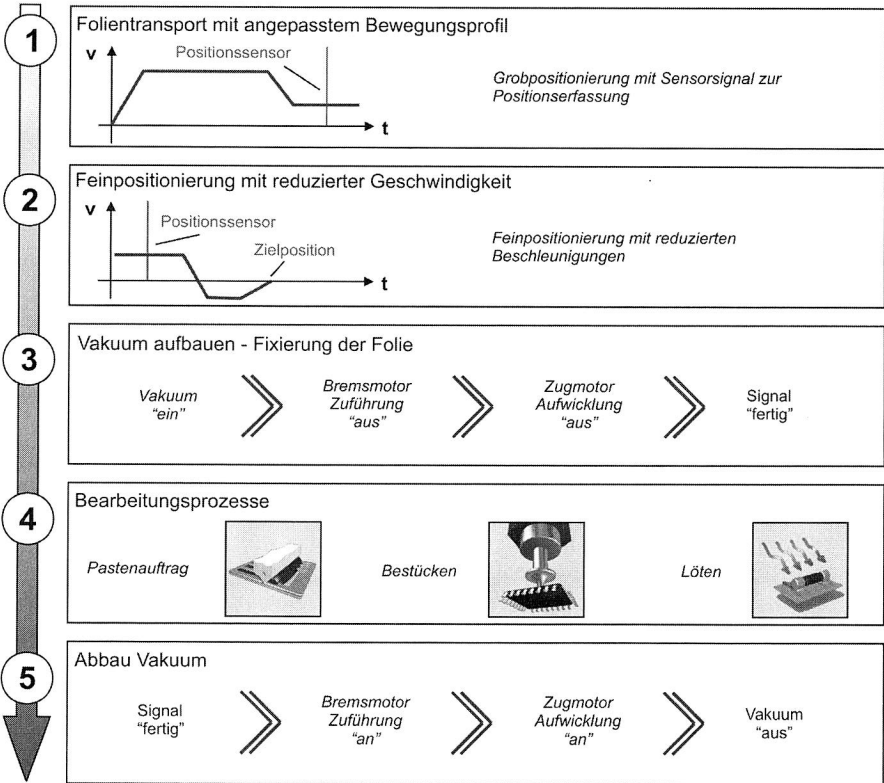 1
Folientransport mit angepasstem Bewegungsprofil
v
Positionssensor
t
Grobpositionierung mit Sensorsignal zur
Positionserfassung
2
Feinpositionierung mit reduzierter Geschwindigkeit
v
Positionssensor
Zielposition
t
Feinpositionierung mit reduzierten
Beschleunigungen
3
Vakuum aufbauen - Fixierung der Folie
Vakuum
"ein"
Bremsmotor
Zuführung
"aus"
Zugmotor
Aufwicklung
"aus"
Signal
"fertig"
4
Bearbeitungsprozesse
Pastenauftrag
Bestücken
Löten
5
Abbau Vakuum
Signal
"fertig"
Bremsmotor
Zuführung
"an"
Zugmotor
Aufwicklung
"an"
Vakuum
"aus"